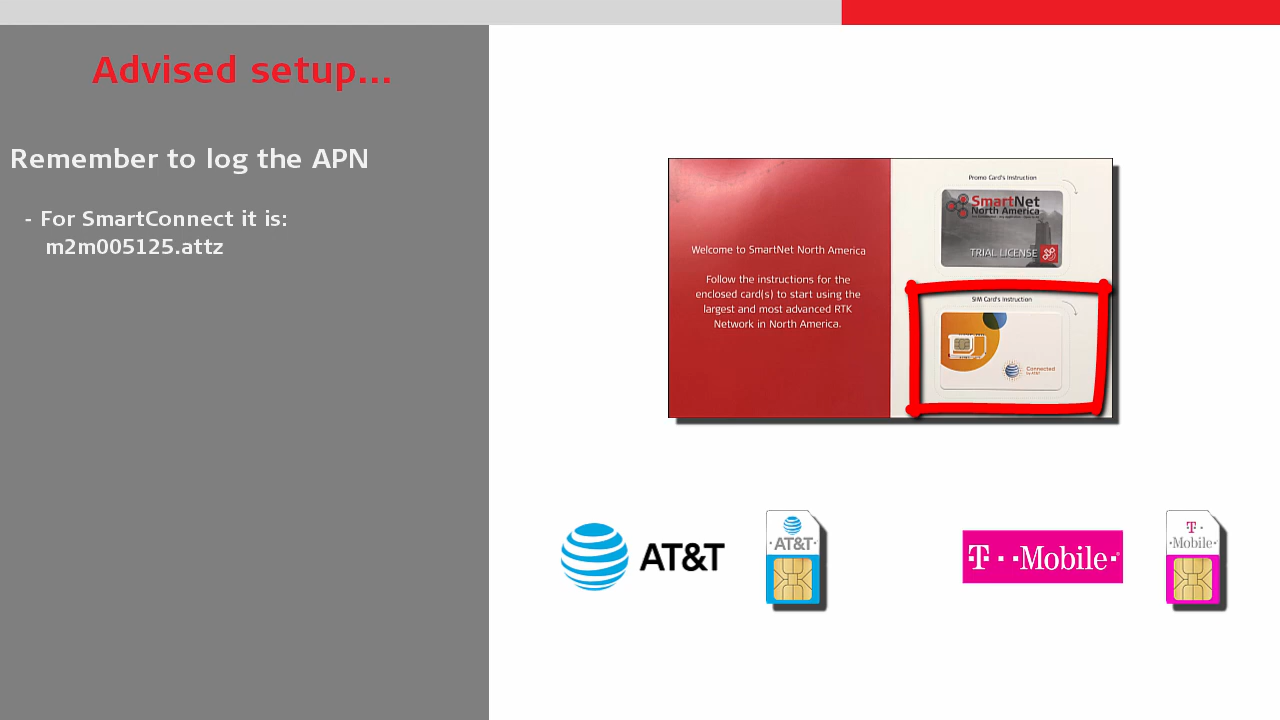 Advised setup...
Remember to log the APN
- For SmartConnect it is:
m2m005125.attz
Welcome to SmartNet North America
Follow the instructions for the
enclosed card(s) to start using the
largest and most advanced RTK
Network in North America.
Promo Card's Instruction
SmartNet
North America
TRIAL LICENSE
SIM Card's Instruction
Connected
by AT&T
AT&T
AT&T
T··Mobile·
T
·Mobile·